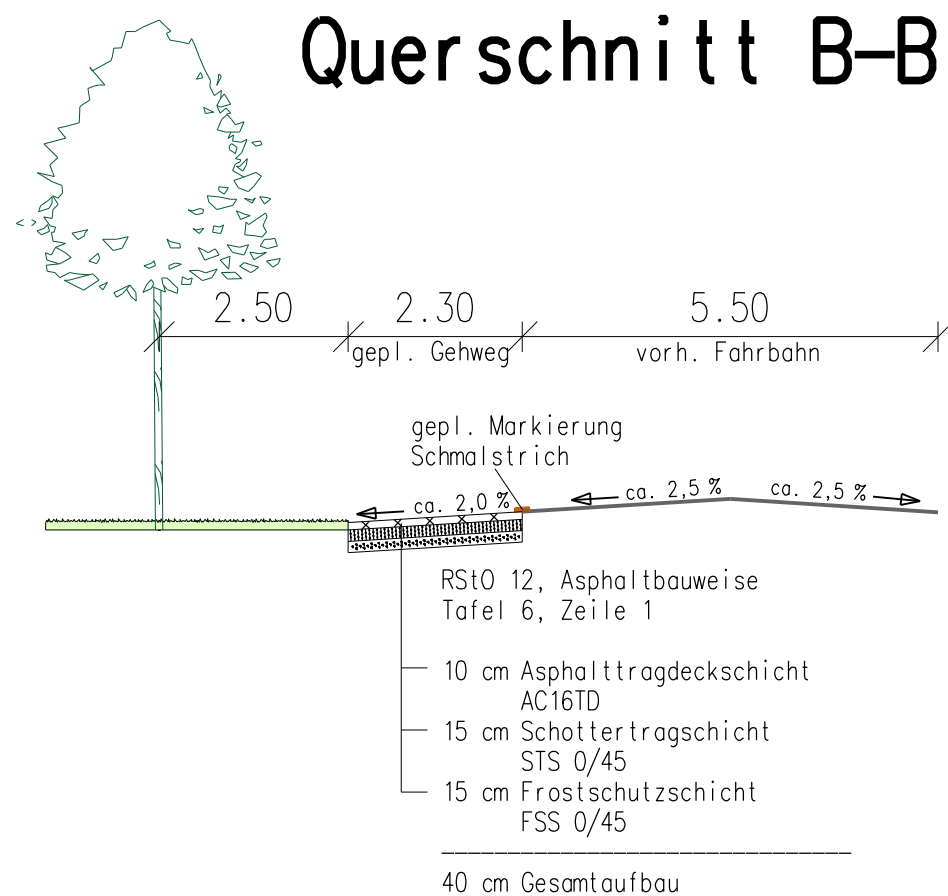 Querschnitt B-B
2.50
2.30
5.50
gepl. Gehweg
vorh. Fahrbahn
gepl. Markierung
Schmalstrich
ca. 2,0 %
ca. 2,5 %
ca. 2,5 %
RStO 12, Asphaltbauweise
Tafel 6, Zeile 1
10 cm Asphalttragdeckschicht
AC16TD
15 cm Schottertragschicht
STS 0/45
15 cm Frostschutzschicht
FSS 0/45
40 cm Gesamtaufbau